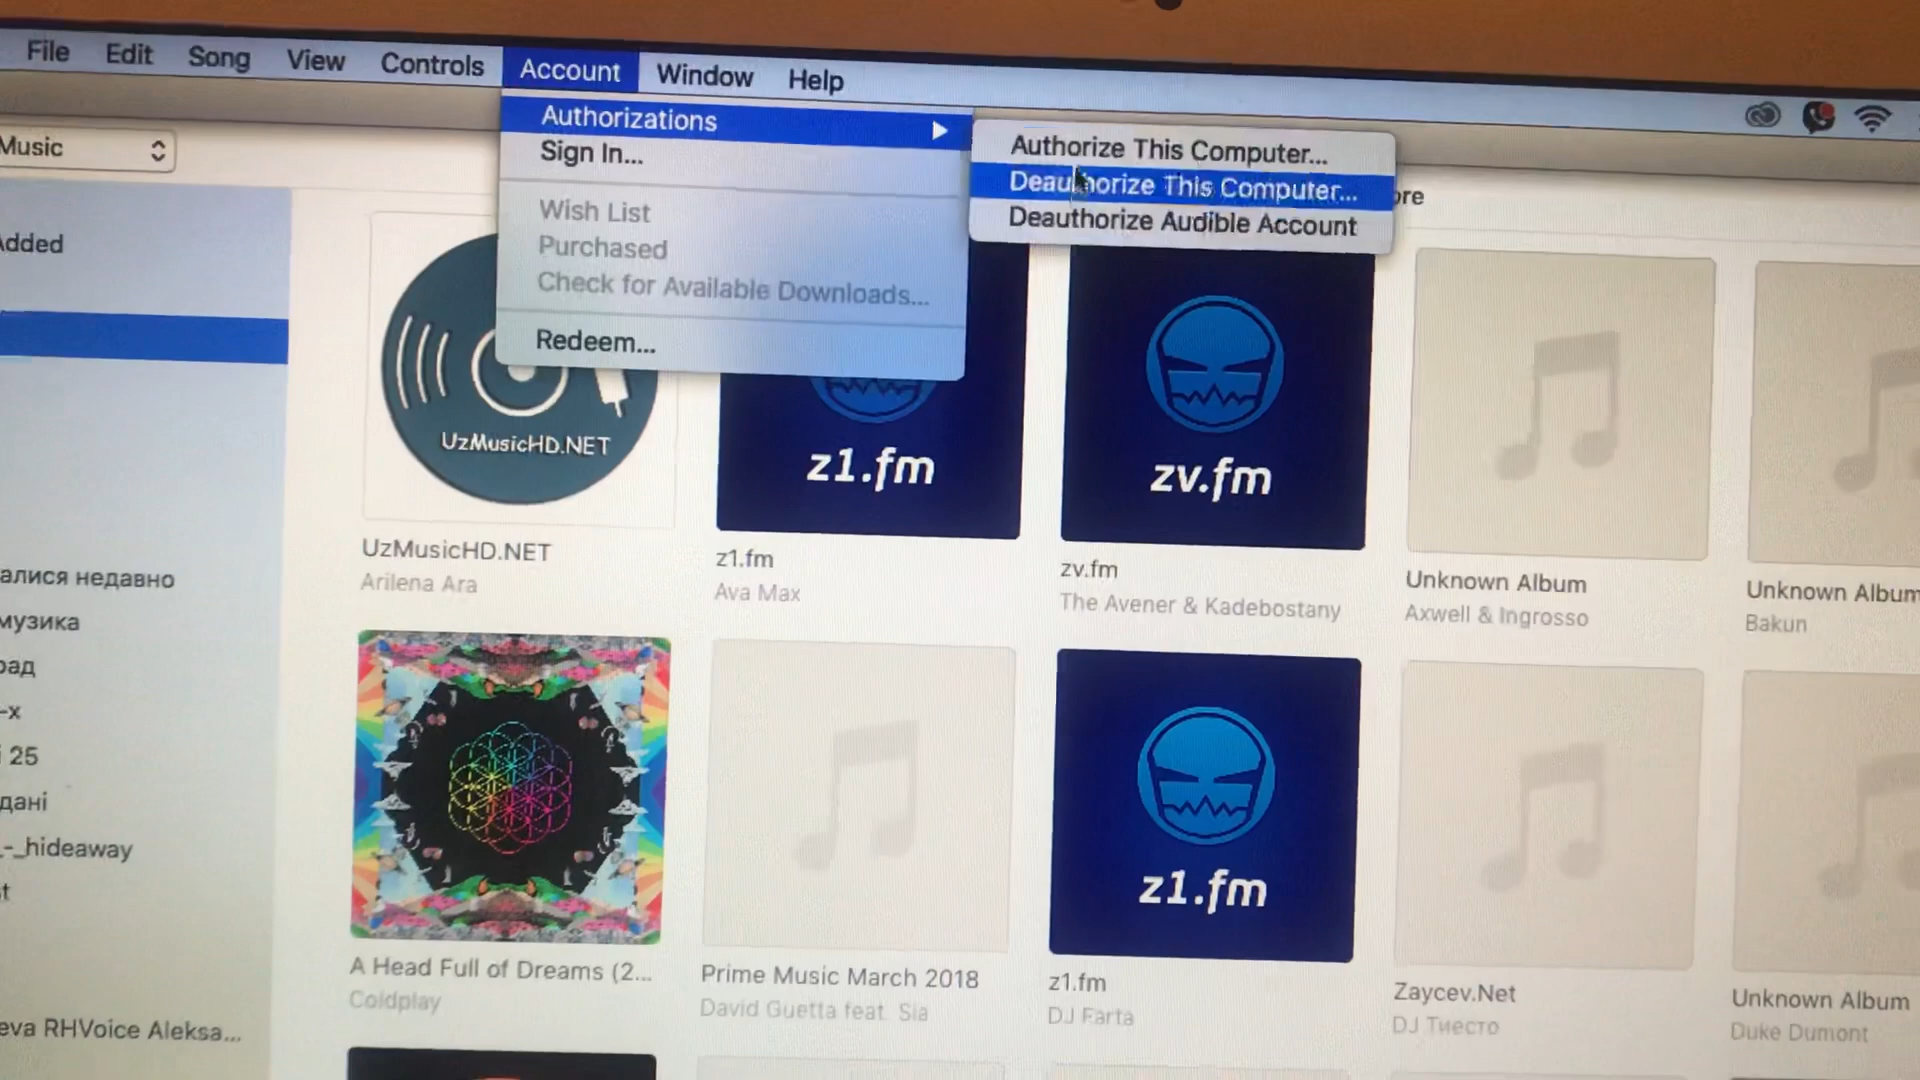 File Edit Song View Controls Account Window Help
Music
Authorizations
Sign In...
Wish List
Purchased
Check for Available Downloads...
Redeem...
Authorize This Computer...
Deauthorize This Computer...
Deauthorize Audible Account
Added
алися недавно
музика
рад
-х
і 25
дані
_-_hideaway
t
eva RHVoice Aleksa...
UzMusicHD.NET
z1.fm
zv.fm
UzMusicHD.NET
Arilena Ara
z1.fm
Ava Max
zv.fm
The Avener & Kadebostany
Unknown Album
Axwell & Ingrosso
Unknown Album
Bakun
z1.fm
A Head Full of Dreams (2...
Coldplay
Prime Music March 2018
David Guetta feat. Sia
z1.fm
DJ Farta
Zaycev.Net
DJ Тиесто
Unknown Album
Duke Dumont